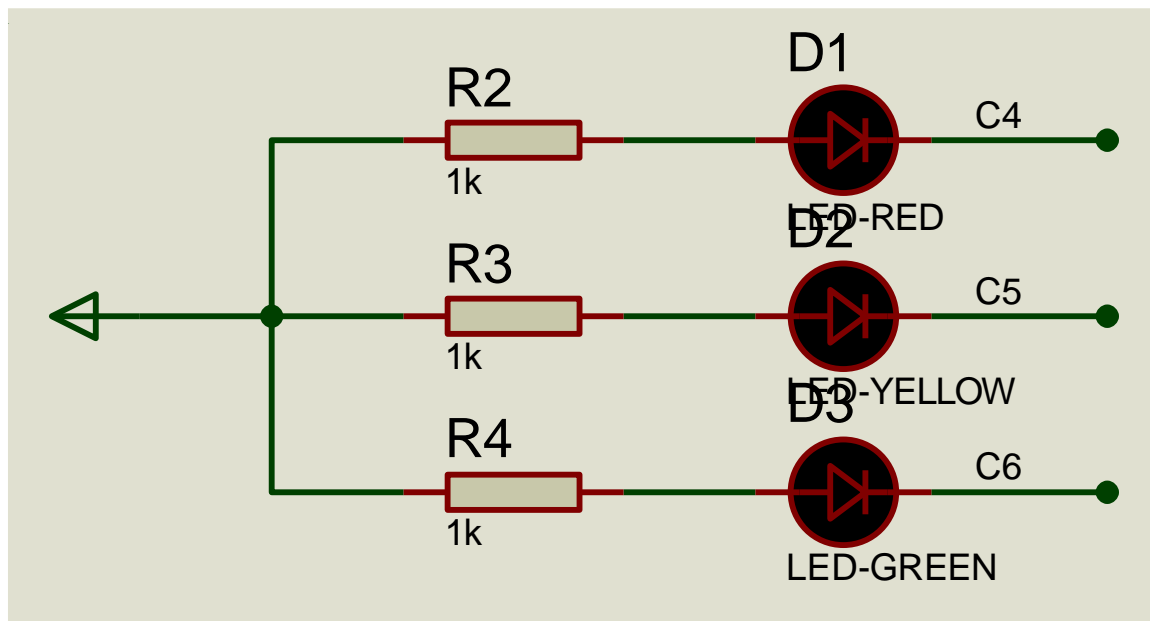 D1
R2
C4
1k
LED-RED
D2
R3
C5
1k
LED-YELLOW
D3
R4
C6
1k
LED-GREEN